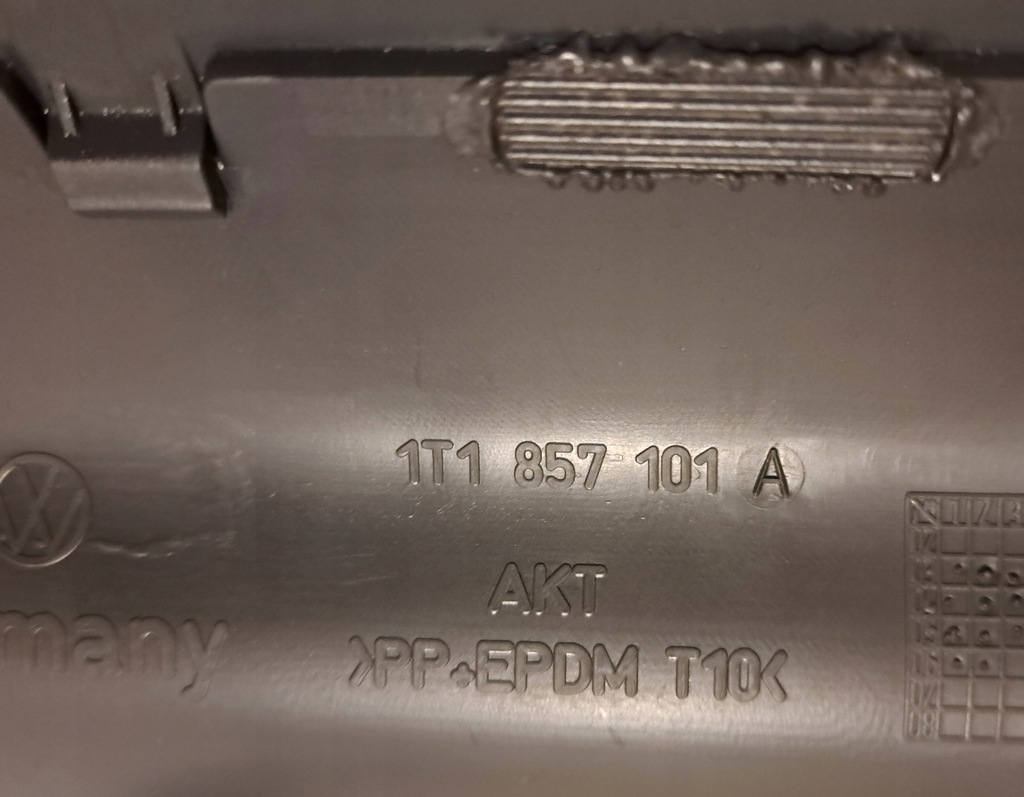 1T1 857 101 A
AKT
many
>PP+EPDM T10<